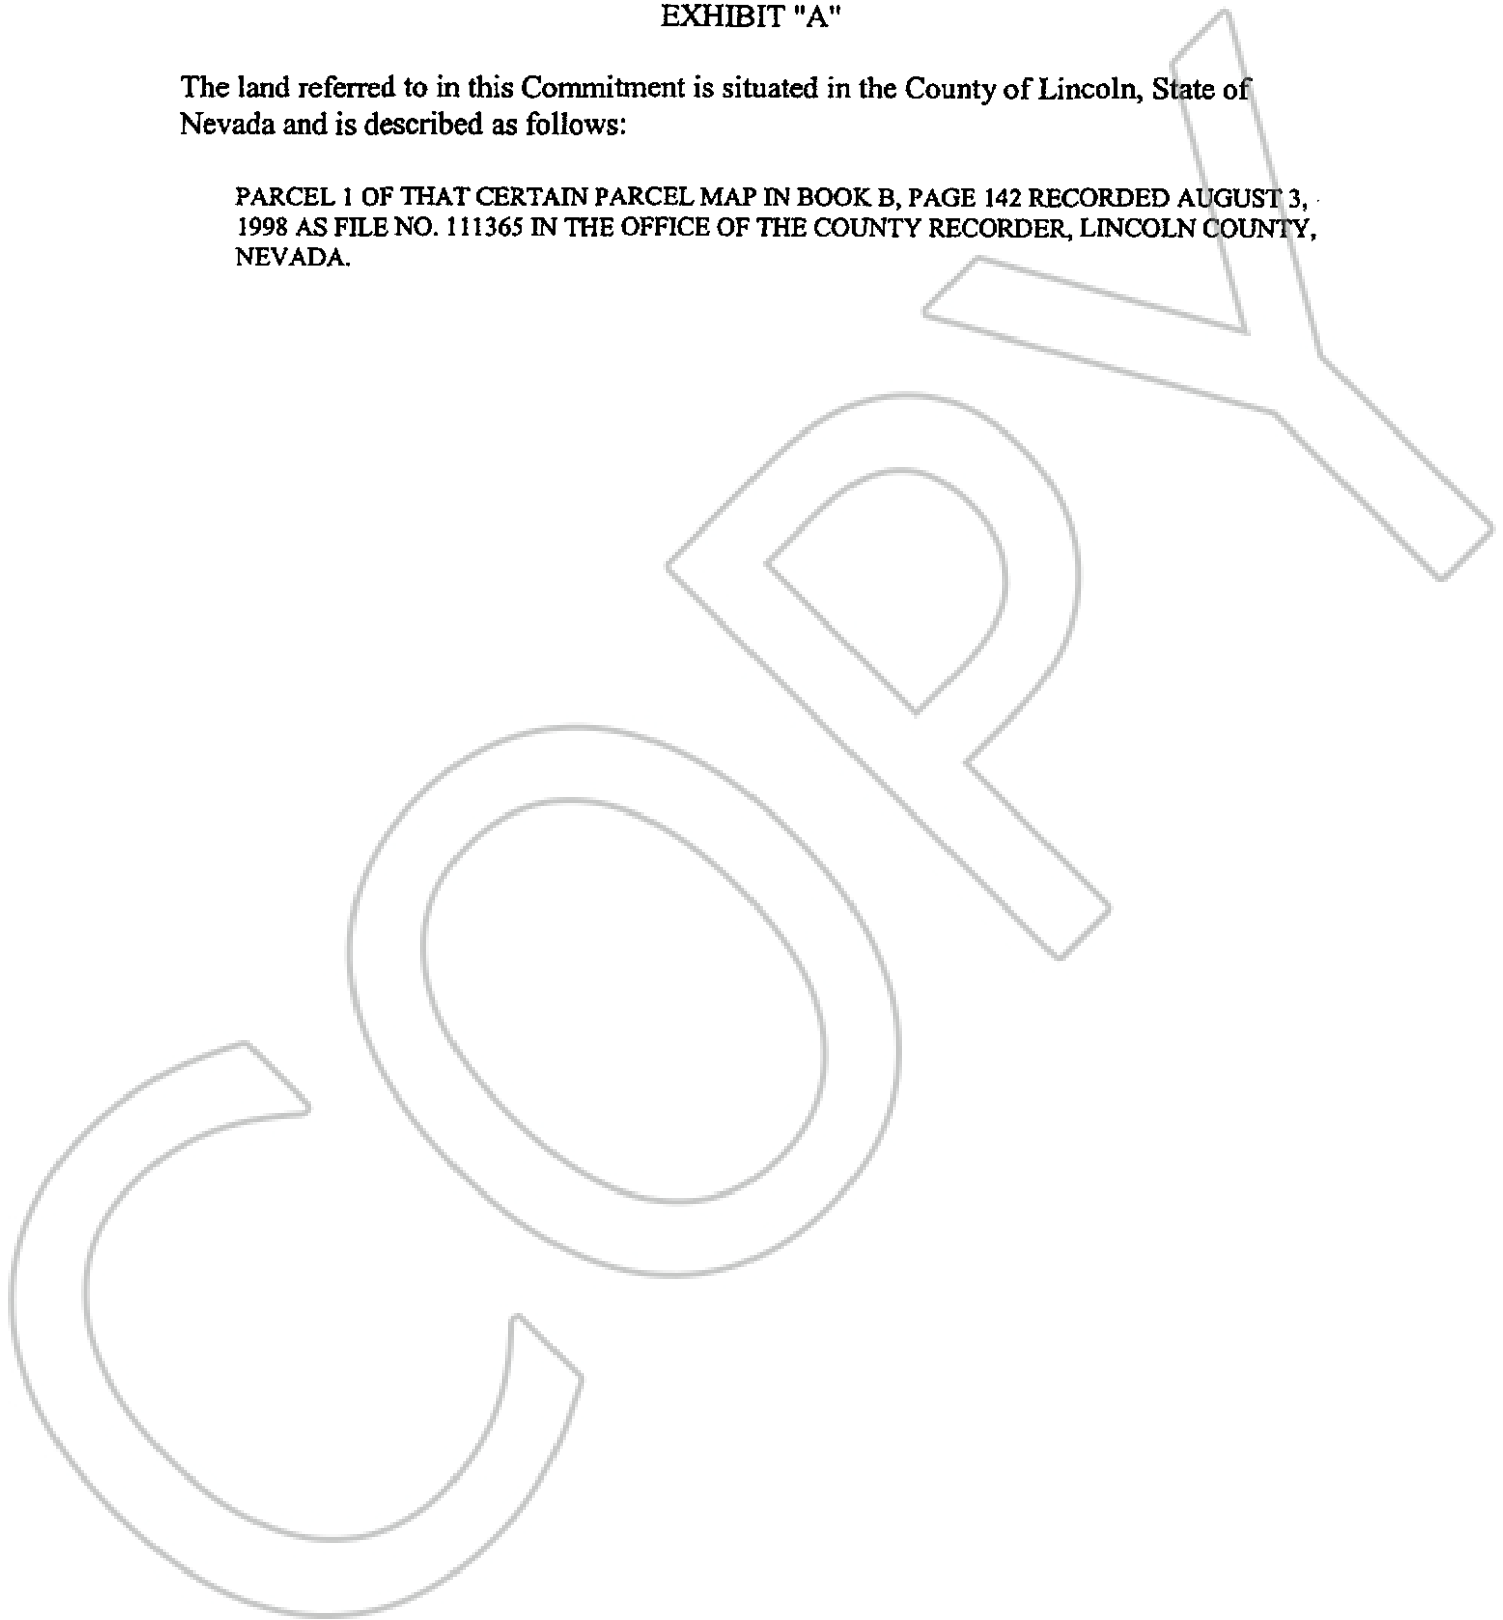 EXHIBIT "A"
The land referred to in this Commitment is situated in the County of Lincoln, State of
Nevada and is described as follows:
PARCEL 1 OF THAT CERTAIN PARCEL MAP IN BOOK B, PAGE 142 RECORDED AUGUST 3,
1998 AS FILE NO. 111365 IN THE OFFICE OF THE COUNTY RECORDER, LINCOLN COUNTY,
NEVADA.
COPY